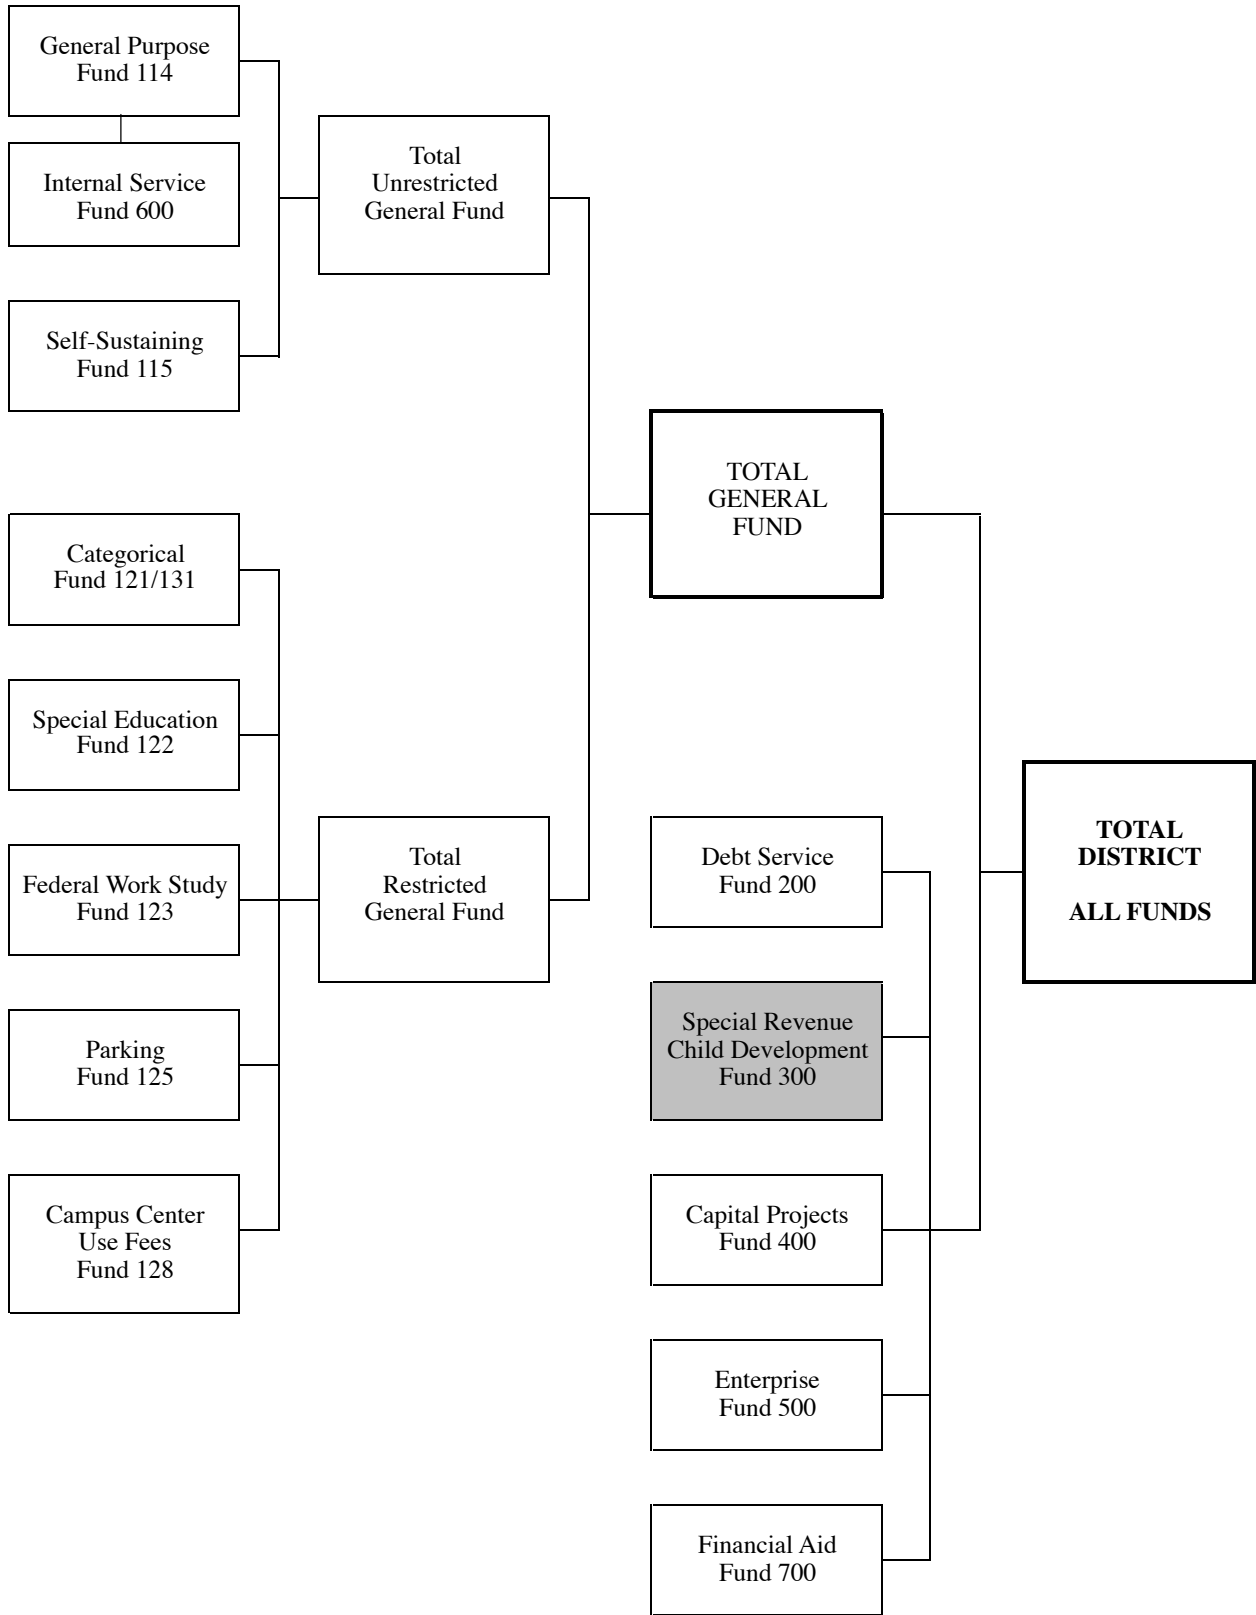 General Purpose
Fund 114
Internal Service
Fund 600
Self-Sustaining
Fund 115
Categorical
Fund 121/131
Special Education
Fund 122
Federal Work Study
Fund 123
Parking
Fund 125
Campus Center
Use Fees
Fund 128
Total
Unrestricted
General Fund
Total
Restricted
General Fund
TOTAL
GENERAL
FUND
Debt Service
Fund 200
Special Revenue
Child Development
Fund 300
Capital Projects
Fund 400
Enterprise
Fund 500
Financial Aid
Fund 700
TOTAL
DISTRICT
ALL FUNDS